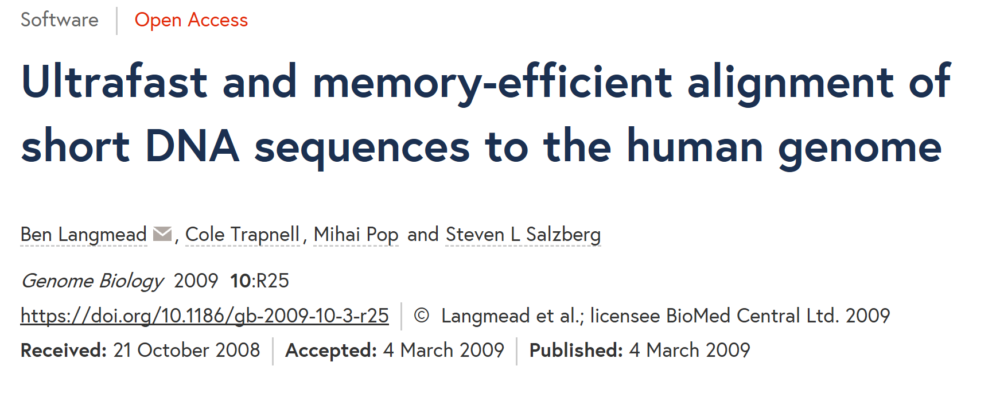 Software Open Access
Ultrafast and memory-efficient alignment of
short DNA sequences to the human genome
Ben Langmead, Cole Trapnell, Mihai Pop and Steven L Salzberg
Genome Biology 2009 10:R25
https://doi.org/10.1186/gb-2009-10-3-r25 © Langmead et al.; licensee BioMed Central Ltd. 2009
Received: 21 October 2008 Accepted: 4 March 2009 Published: 4 March 2009